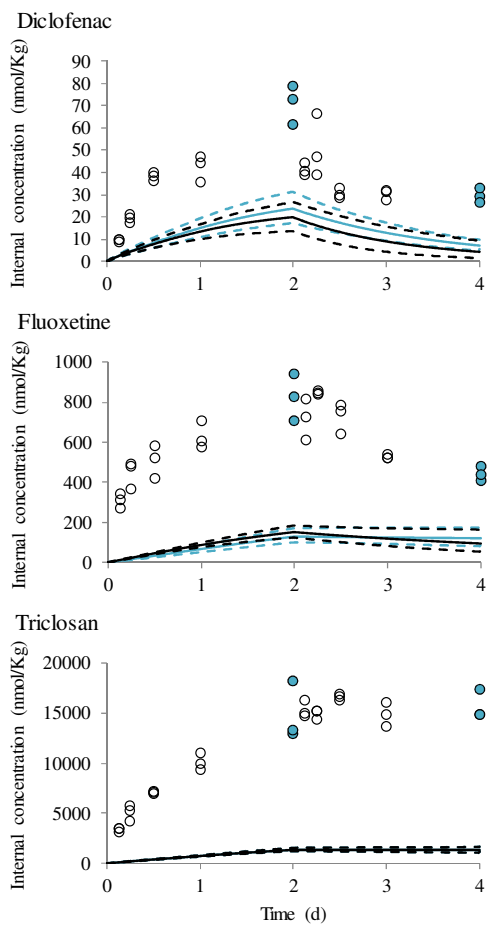 Diclofenac
Internal concentration (nmol/Kg)
90
80
70
60
50
40
30
20
10
0
0 1 2 3 4
Fluoxetine
Internal concentration (nmol/Kg)
1000
800
600
400
200
0
0 1 2 3 4
Triclosan
Internal concentration (nmol/Kg)
20000
15000
10000
5000
0
0 1 2 3 4
Time (d)